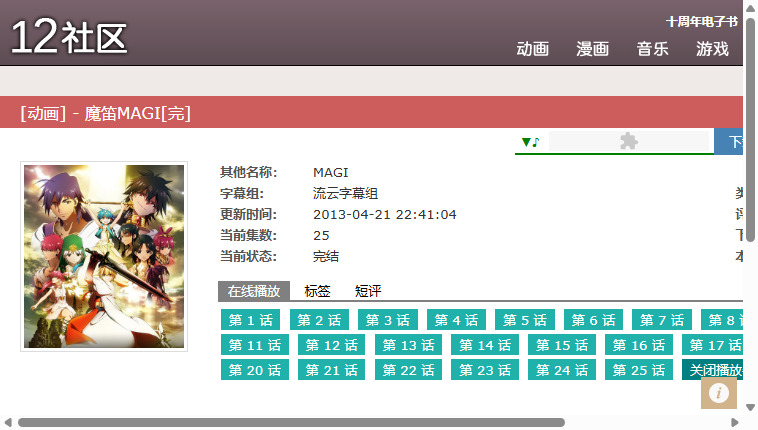 十周年电子书
12社区
动画 漫画 音乐 游戏
[动画] - 魔笛MAGI[完]
▼♪
其他名称: MAGI
字幕组: 流云字幕组
更新时间: 2013-04-21 22:41:04
当前集数: 25
当前状态: 完结
在线播放 标签 短评
第 1 话 第 2 话 第 3 话 第 4 话 第 5 话 第 6 话 第 7 话 第 8
第 11 话 第 12 话 第 13 话 第 14 话 第 15 话 第 16 话 第 17 话
第 20 话 第 21 话 第 22 话 第 23 话 第 24 话 第 25 话 关闭播放